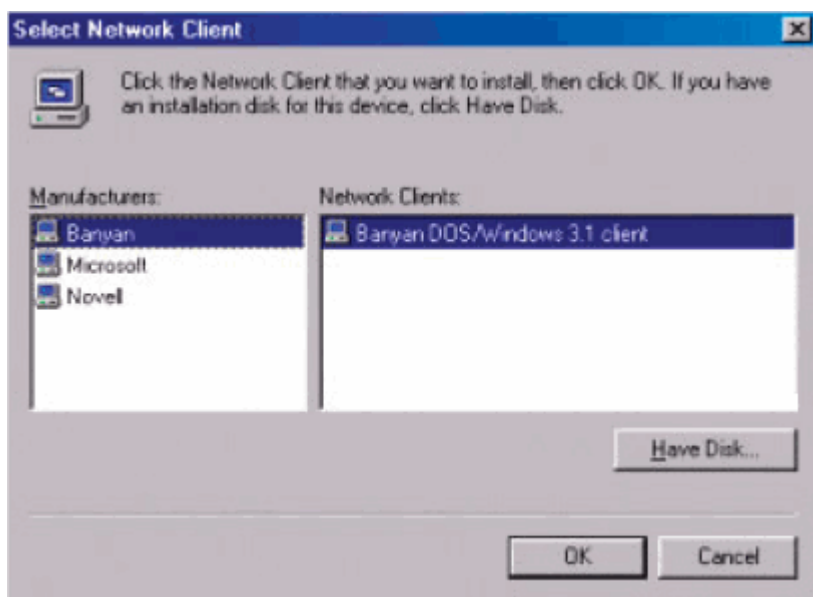 Select Network Client
Click the Network Client that you want to install, then click OK. If you have
an installation disk for this device, click Have Disk.
Manufacturers:
Network Clients:
Banyan
Microsoft
Novell
Banyan DOS/Windows 3.1 client
Have Disk...
OK
Cancel